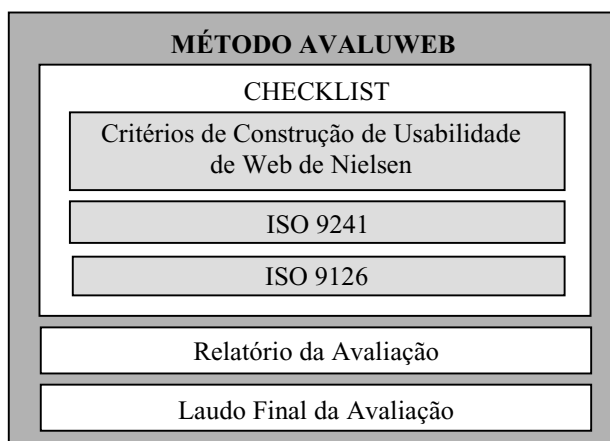 MÉTODO AVALUWEB
CHECKLIST
Critérios de Construção de Usabilidade
de Web de Nielsen
ISO 9241
ISO 9126
Relatório da Avaliação
Laudo Final da Avaliação